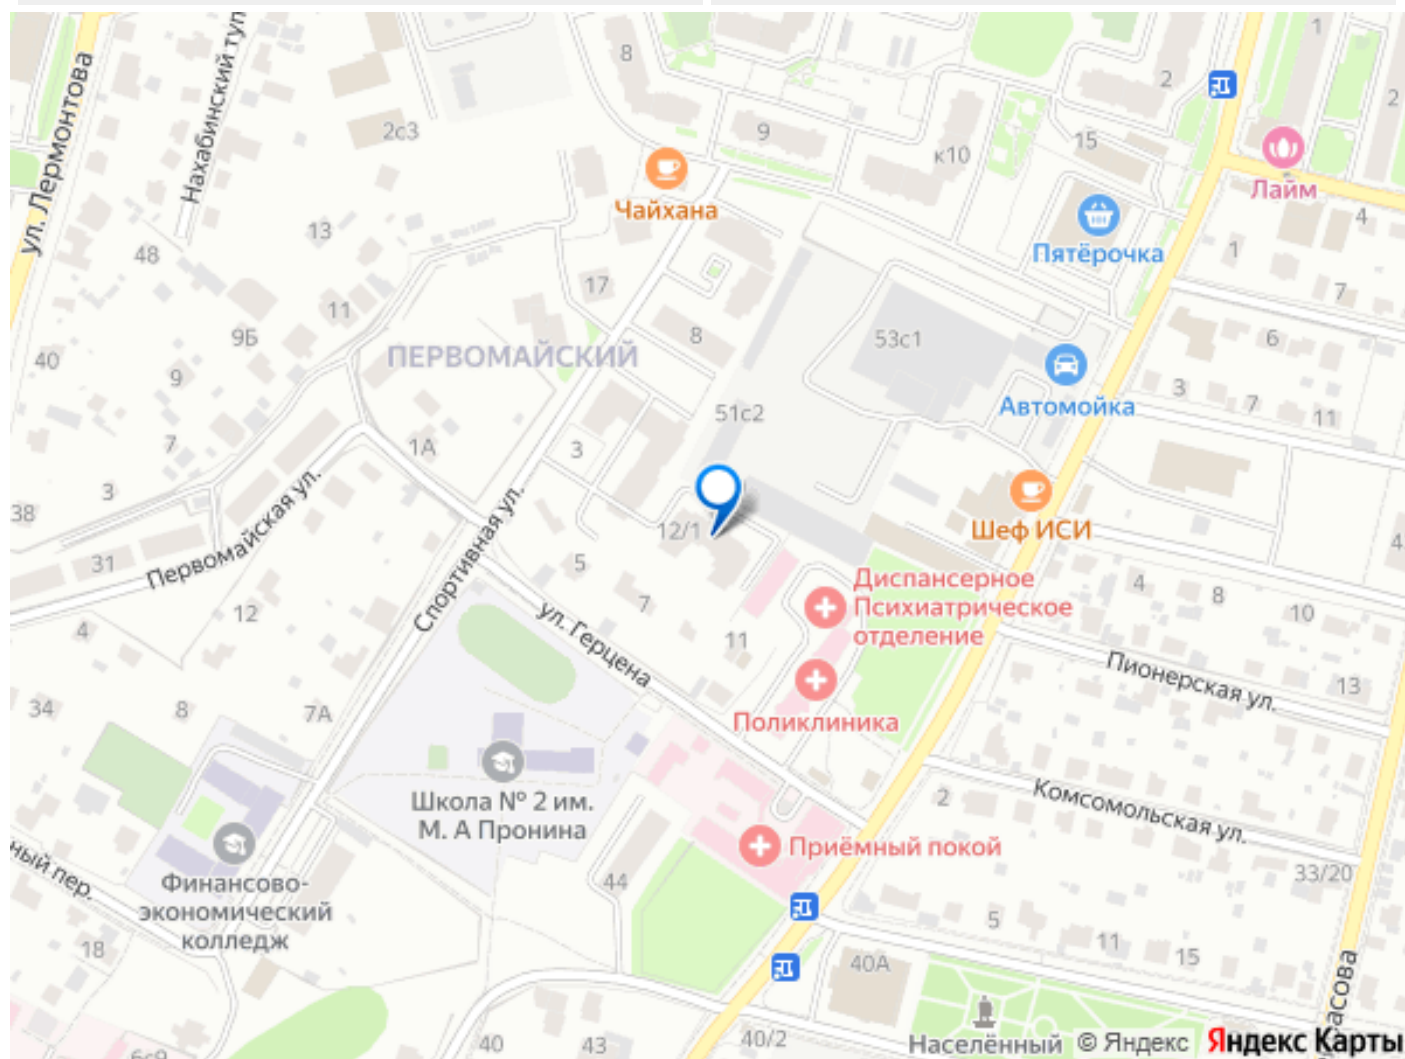 8
1
2
2
2с3
9
15
к10
ул. Лермонтова
Нахабинский туп
Чайхана
Лайм
Пятёрочка
4
1
13
48
17
7
11
9Б
8
53с1
6
ПЕРВОМАЙСКИЙ
40
9
3
7
11
Автомойка
51с2
7
1А
3
3
38
12/1
Шеф ИСИ
4
Первомайская ул.
Спортивная ул.
31
5
Диспансерное
Психиатрическое
отделение
4
8
10
12
7
4
11
ул. Герцена
Пионерская ул.
13
34
8
7А
Поликлиника
Школа № 2 им.
М. А Пронина
2
Комсомольская ул.
Приёмный покой
ный пер.
Финансово-
экономический
колледж
44
33/20
18
5
11
15
40А
расова
6с9
40
43
40/2
Населённый
© Яндекс
Яндекс Карты